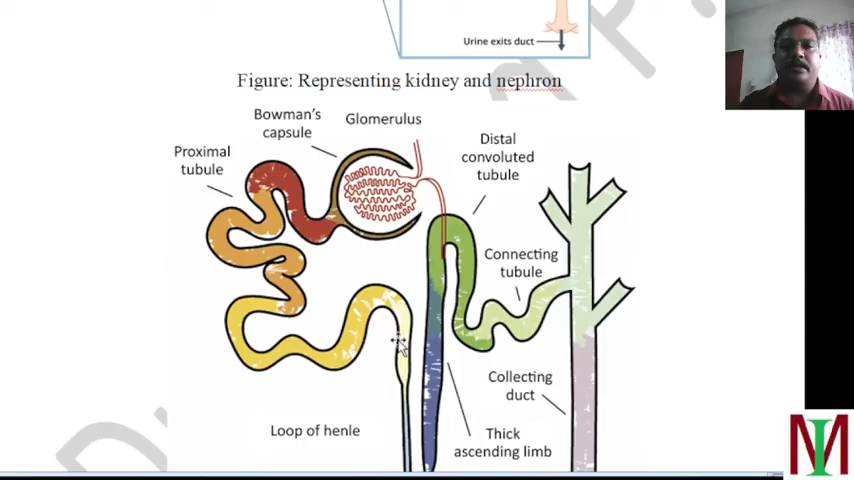 Urine exits duct
Figure: Representing kidney and nephron
Bowman's
capsule
Glomerulus
Proximal
tubule
Distal
convoluted
tubule
Connecting
tubule
Collecting
duct
Loop of henle
Thick
ascending limb